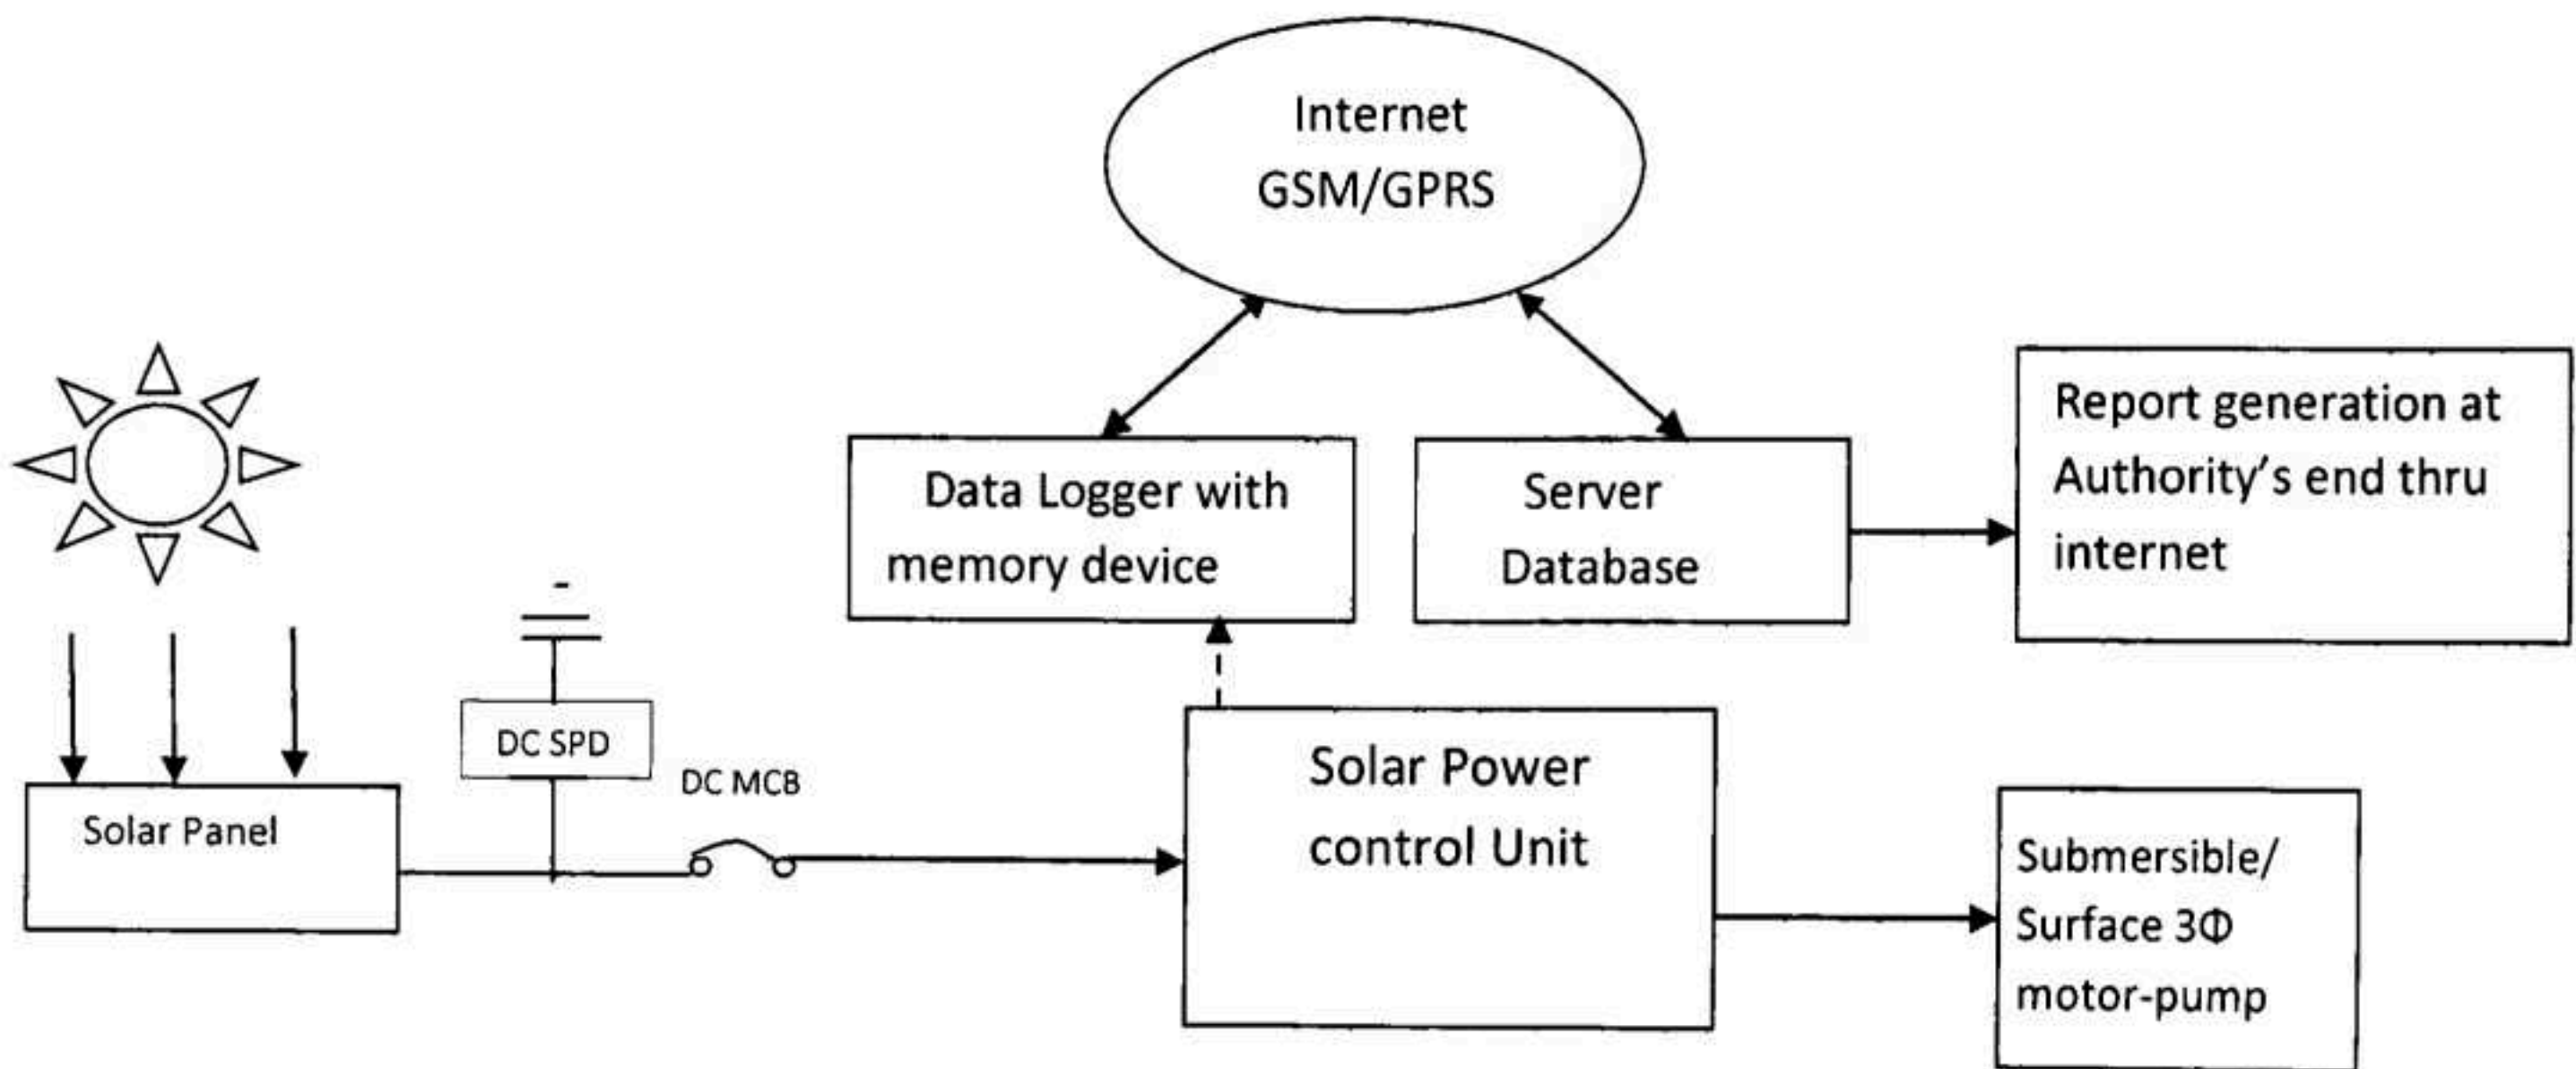 Internet
GSM/GPRS
Data Logger with
memory device
Server
Database
Report generation at
Authority's end thru
internet
-
DC SPD
DC MCB
Solar Panel
Solar Power
control Unit
Submersible/
Surface 3Φ
motor-pump